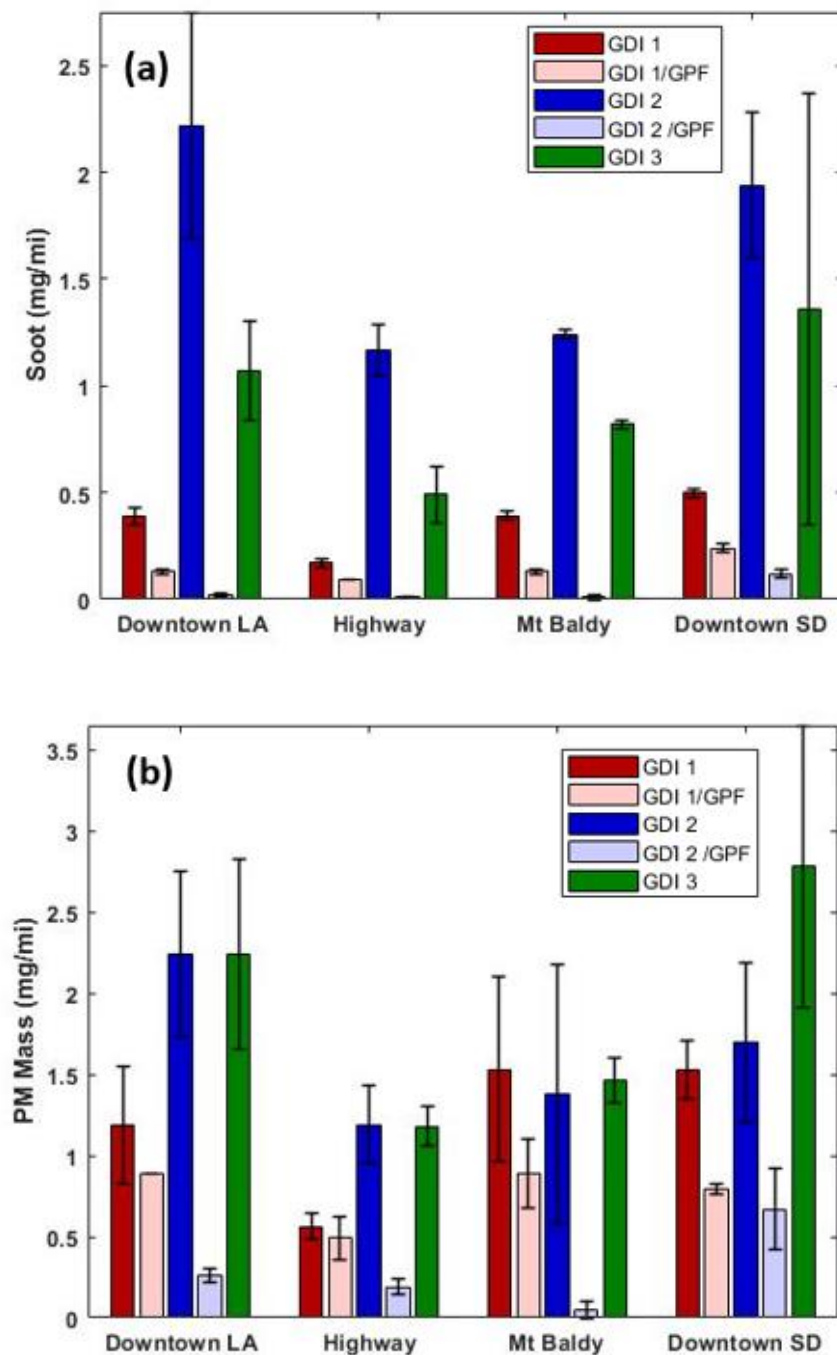 (a)
GDI 1
GDI 1/GPF
GDI 2
GDI 2 /GPF
GDI 3
Soot (mg/mi)
2.5
2
1.5
1
0.5
0
Downtown LA Highway Mt Baldy Downtown SD
(b)
GDI 1
GDI 1/GPF
GDI 2
GDI 2 /GPF
GDI 3
PM Mass (mg/mi)
3.5
3
2.5
2
1.5
1
0.5
0
Downtown LA Highway Mt Baldy Downtown SD